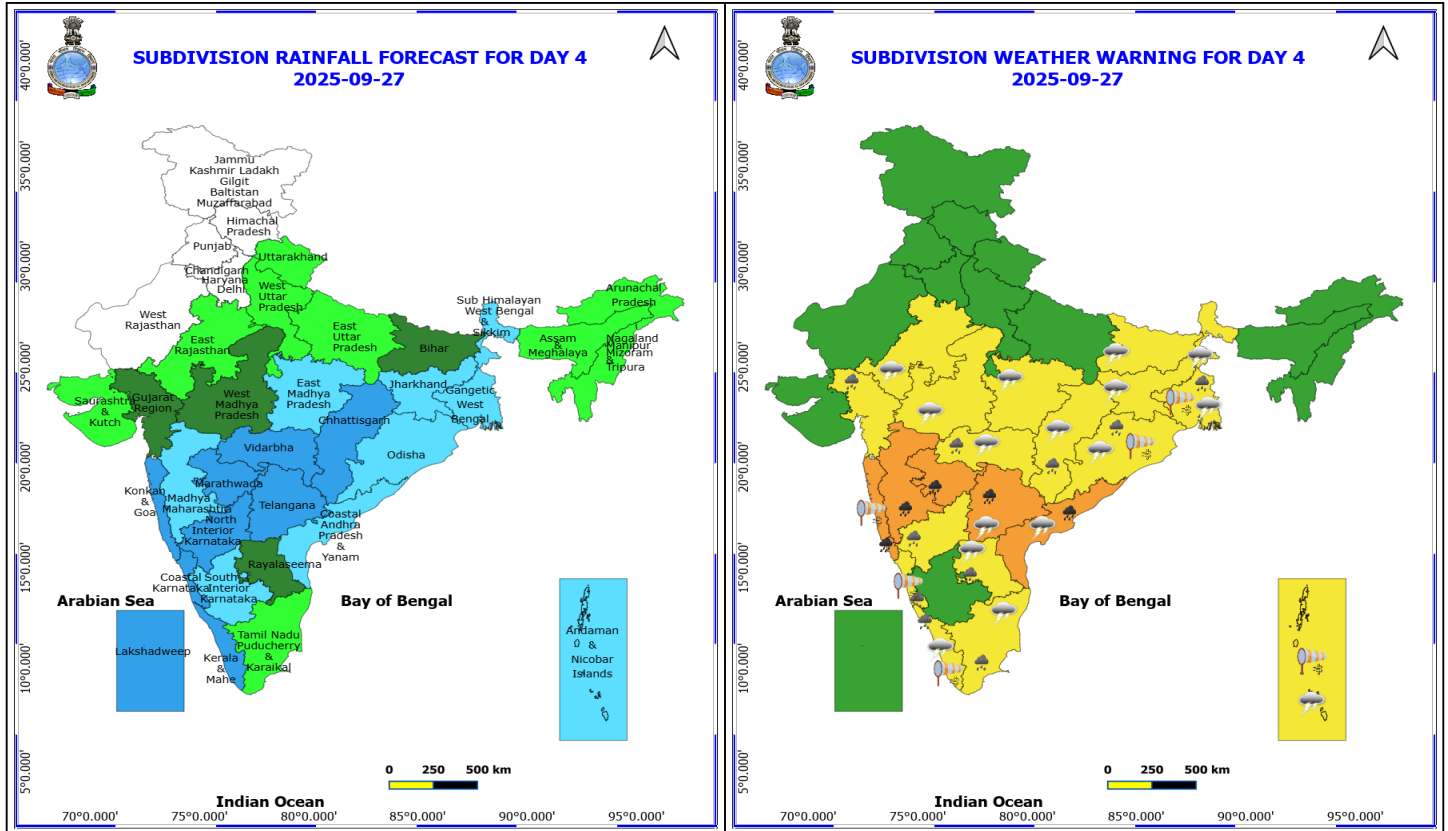 SUBDIVISION RAINFALL FORECAST FOR DAY 4
2025-09-27
40°0.000'
35°0.000'
30°0.000'
25°0.000'
20°0.000'
15°0.000'
10°0.000'
5°0.000'
Jammu
Kashmir Ladakh
Gilgit
Baltistan
Muzaffarabad
Himachal
Pradesh
Punjab
Uttarakhand
Chandigarh
Haryana
Delhi
West
Uttar
Pradesh
West
Rajasthan
East
Rajasthan
East
Uttar
Pradesh
Bihar
Sub Himalayan
West Bengal
&
Sikkim
Arunachal
Pradesh
Assam
&
Meghalaya
Nagaland
Manipur
Mizoram
&
Tripura
Saurashtra
&
Kutch
Gujarat
Region
West
Madhya
Pradesh
East
Madhya
Pradesh
Jharkhand
Gangetic
West
Bengal
Chhattisgarh
Vidarbha
Odisha
Konkan
&
Goa
Madhya
Maharashtra
Marathwada
Telangana
North
Interior
Karnataka
Coastal
Andhra
Pradesh
&
Yanam
Rayalaseema
Coastal
Karnataka
South
Interior
Karnataka
Tamil Nadu
Puducherry
&
Karaikal
Kerala
&
Mahe
Lakshadweep
Andaman
&
Nicobar
Islands
Arabian Sea
Bay of Bengal
0 250 500 km
Indian Ocean
70°0.000' 75°0.000' 80°0.000' 85°0.000' 90°0.000' 95°0.000'
SUBDIVISION WEATHER WARNING FOR DAY 4
2025-09-27
40°0.000'
35°0.000'
30°0.000'
25°0.000'
20°0.000'
15°0.000'
10°0.000'
5°0.000'
Arabian Sea
Bay of Bengal
0 250 500 km
Indian Ocean
70°0.000' 75°0.000' 80°0.000' 85°0.000' 90°0.000' 95°0.000'